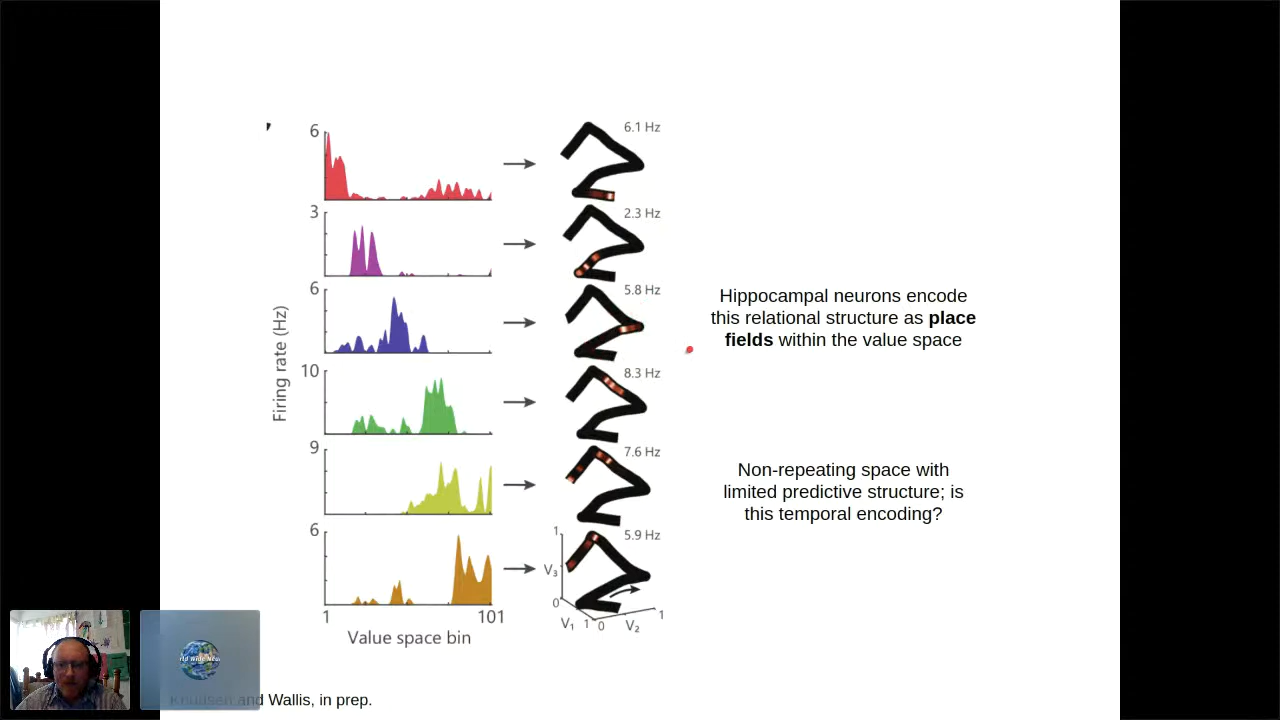 ,
6
6.1 Hz
3
2.3 Hz
6
5.8 Hz
10
8.3 Hz
9
7.6 Hz
6
5.9 Hz
Firing rate (Hz)
1
101
Value space bin
1
V₃
0
V₁
1
0
V₂
1
Hippocampal neurons encode
this relational structure as place
fields within the value space
Non-repeating space with
limited predictive structure; is
this temporal encoding?
Knudsen and Wallis, in prep.